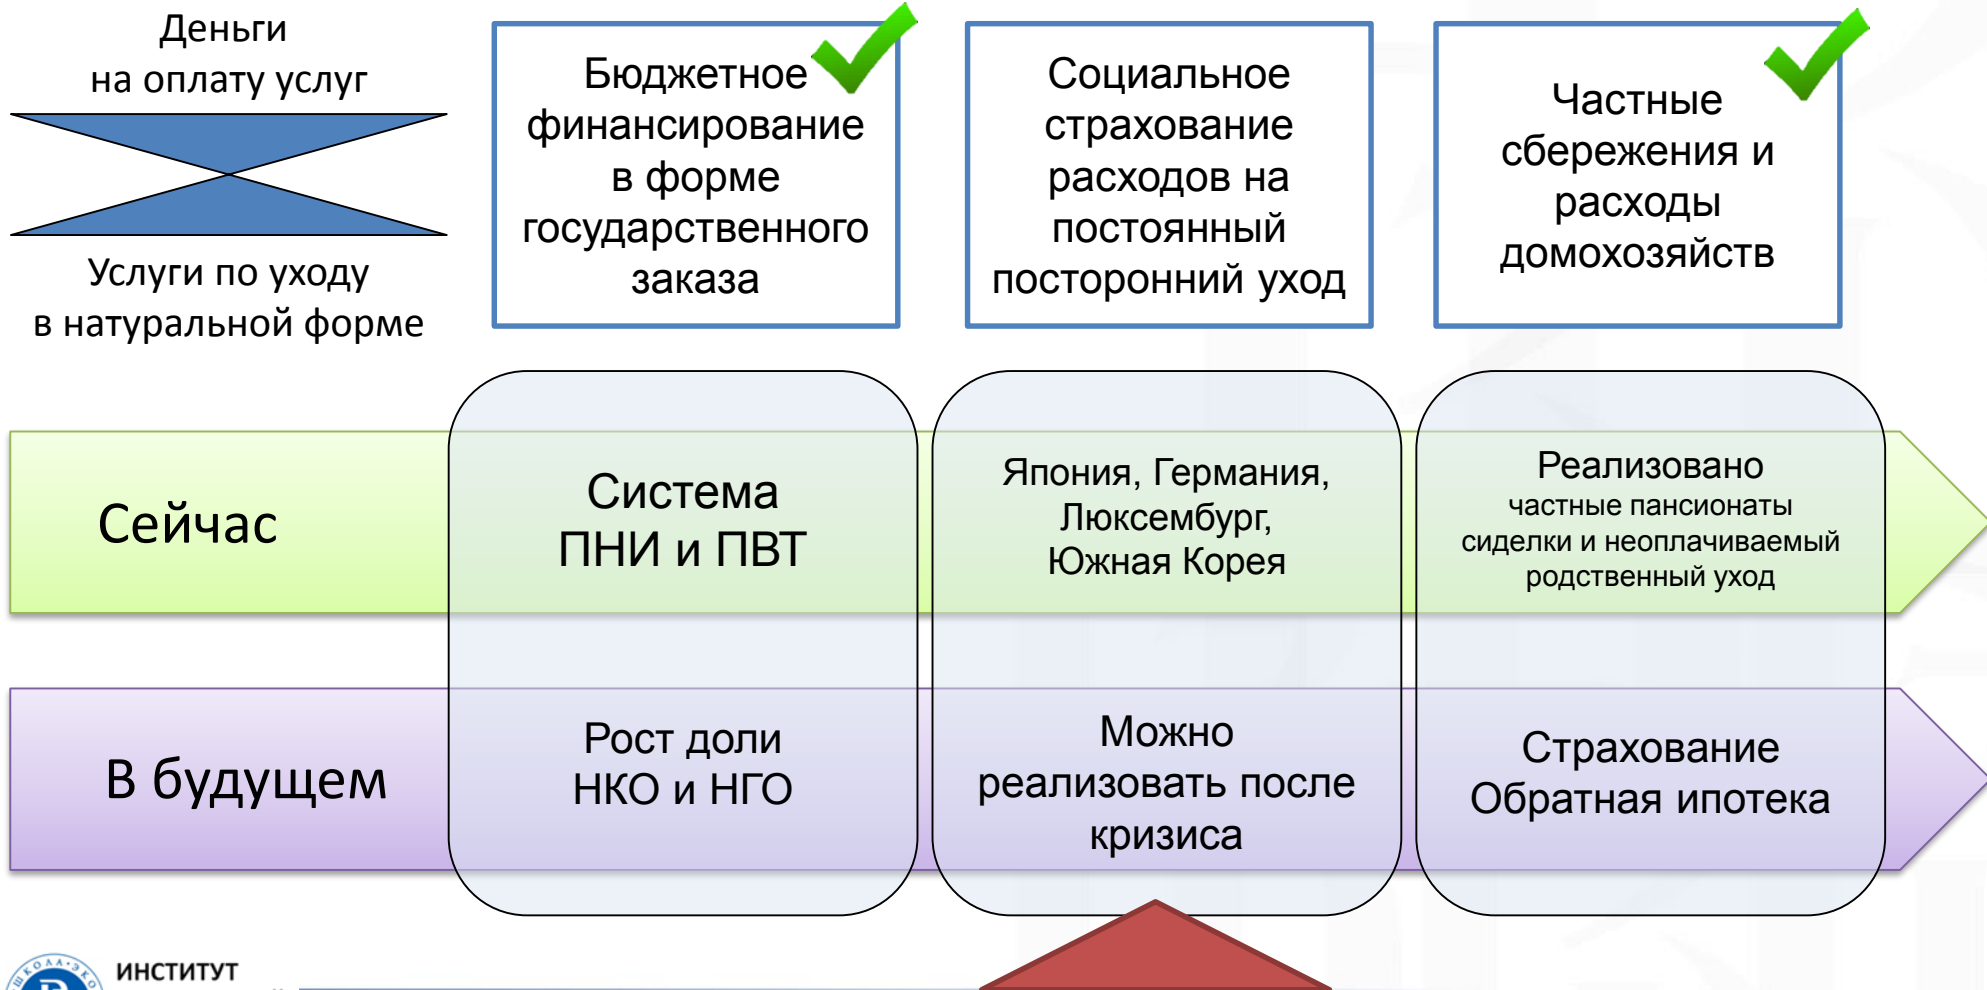 Деньги
на оплату услуг
Услуги по уходу
в натуральной форме
Бюджетное
финансирование
в форме
государственного
заказа
Социальное
страхование
расходов на
постоянный
посторонний уход
Частные
сбережения и
расходы
домохозяйств
Сейчас
Система
ПНИ и ПВТ
Япония, Германия,
Люксембург,
Южная Корея
Реализовано
частные пансионаты
сиделки и неоплачиваемый
родственный уход
В будущем
Рост доли
НКО и НГО
Можно
реализовать после
кризиса
Страхование
Обратная ипотека
ИНСТИТУТ